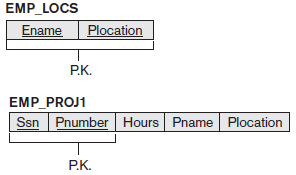 EMP_LOCS
Ename Plocation
P.K.
EMP_PROJ1
Ssn Pnumber Hours Pname Plocation
P.K.